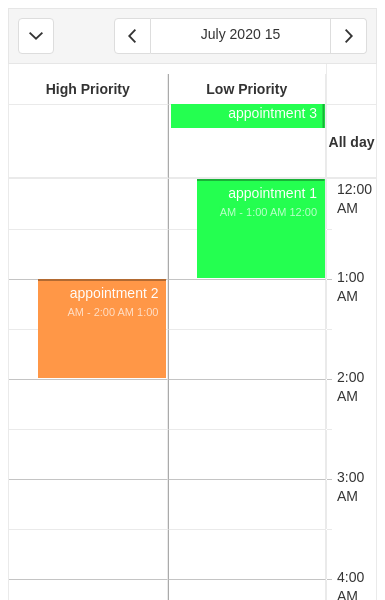 July 2020 15
High Priority
Low Priority
appointment 3
All day
appointment 1
AM - 1:00 AM 12:00
12:00
AM
appointment 2
AM - 2:00 AM 1:00
1:00
AM
2:00
AM
3:00
AM
4:00
AM